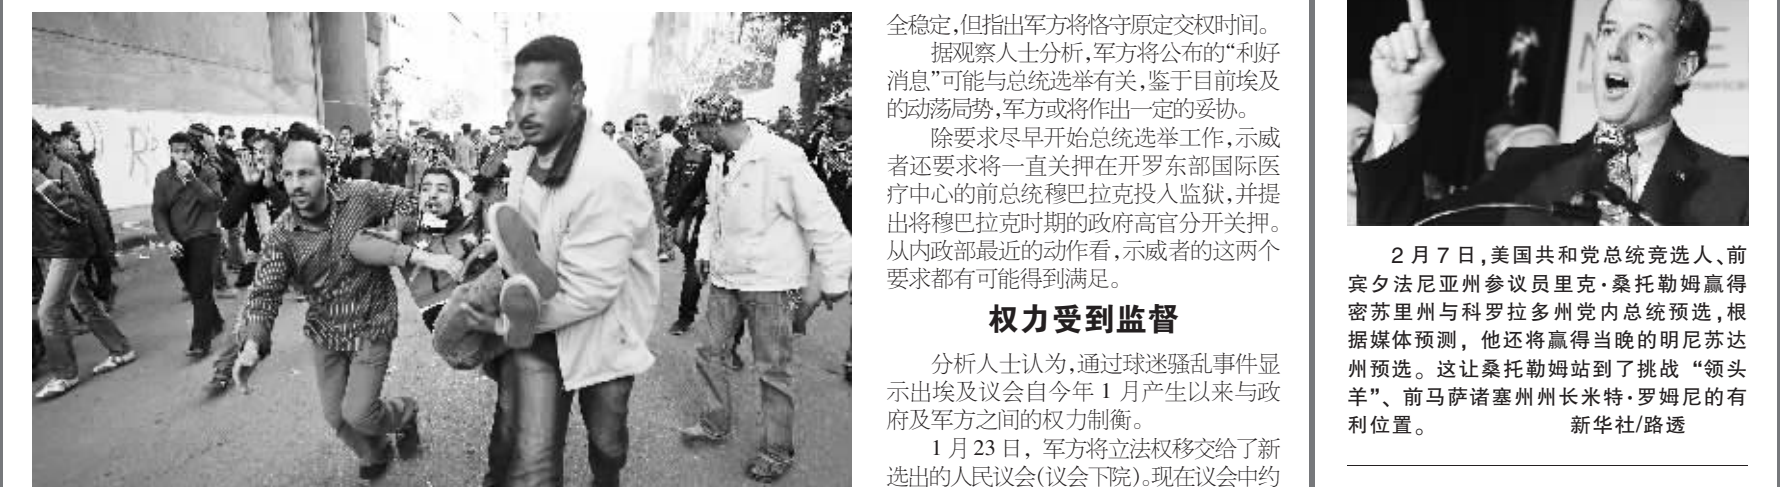 全稳定,但指出军方将恪守原定交权时间。
据观察人士分析,军方将公布的“利好
消息”可能与总统选举有关,鉴于目前埃及
的动荡局势,军方或将作出一定的妥协。
除要求尽早开始总统选举工作,示威
者还要求将一直关押在开罗东部国际医
疗中心的前总统穆巴拉克投入监狱,并提
出将穆巴拉克时期的政府高官分开关押。
从内政部最近的动作看,示威者的这两个
要求都有可能得到满足。
权力受到监督
分析人士认为,通过球迷骚乱事件显
示出埃及议会自今年 1 月产生以来与政
府及军方之间的权力制衡。
1 月 23 日, 军方将立法权移交给了新
选出的人民议会(议会下院)。现在议会中约
2 月 7 日,美国共和党总统竞选人、前
宾夕法尼亚州参议员里克·桑托勒姆赢得
密苏里州与科罗拉多州党内总统预选,根
据媒体预测, 他还将赢得当晚的明尼苏达
州预选。这让桑托勒姆站到了挑战 “领头
羊”、前马萨诸塞州州长米特·罗姆尼的有
利位置。 新华社/路透